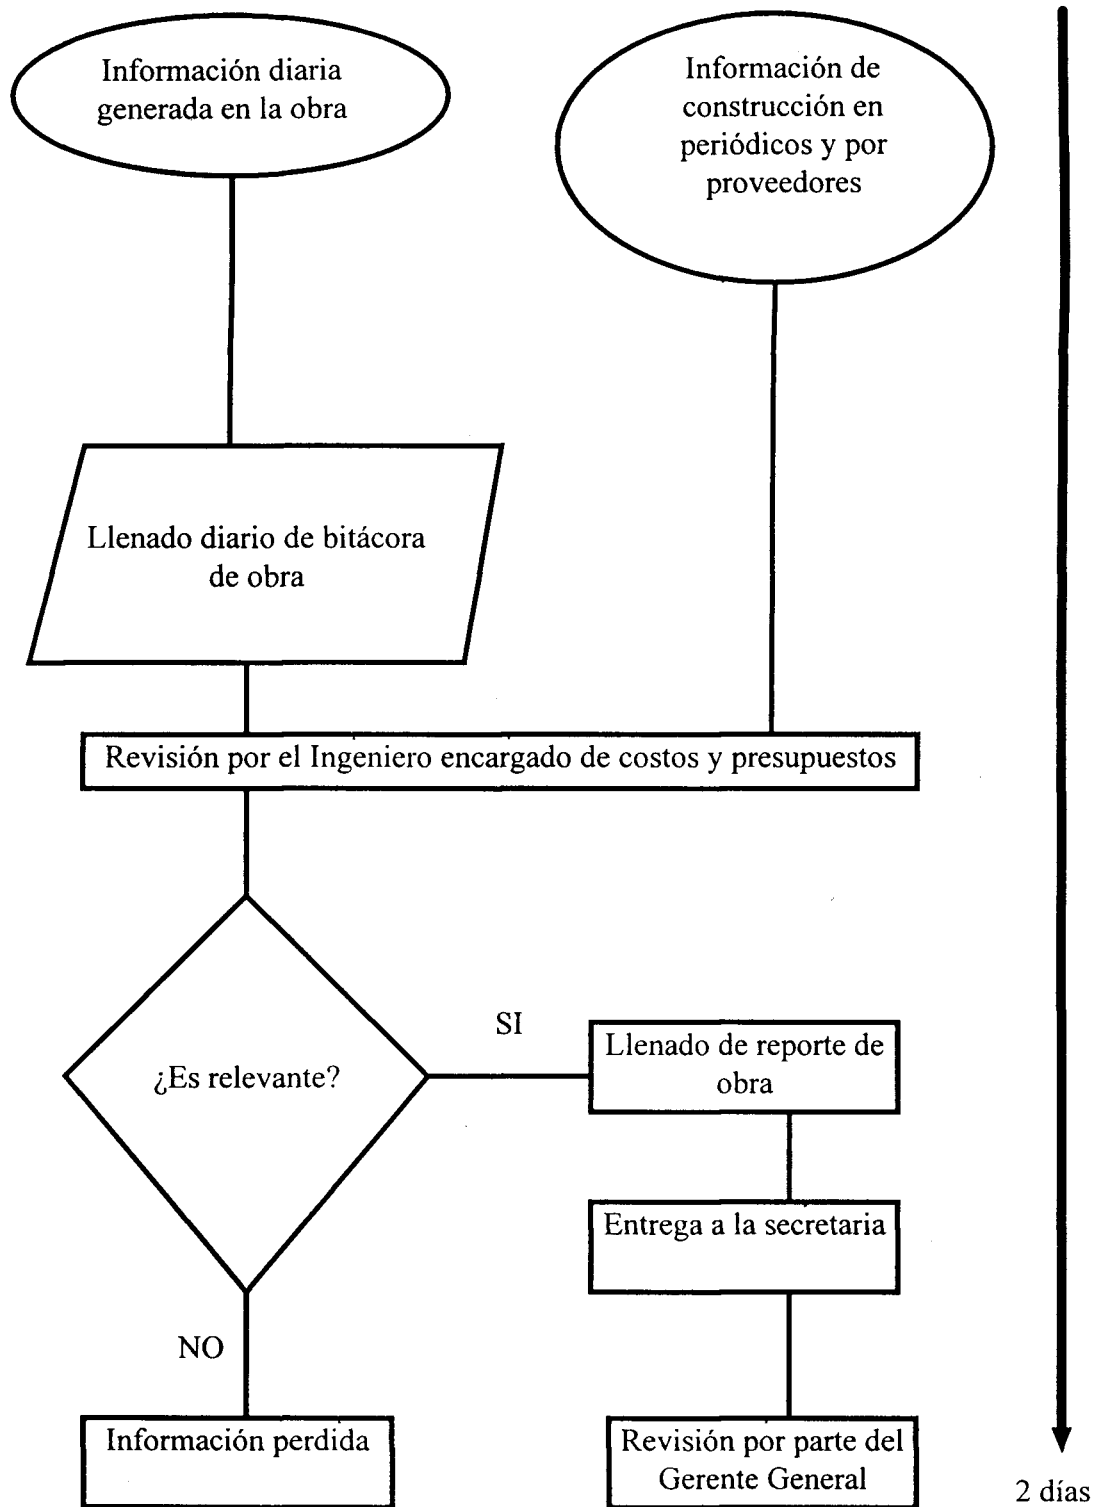 Información diaria
generada en la obra
Información de
construcción en
periódicos y por
proveedores
Llenado diario de bitácora
de obra
Revisión por el Ingeniero encargado de costos y presupuestos
¿Es relevante?
SI
Llenado de reporte de
obra
Entrega a la secretaria
NO
Información perdida
Revisión por parte del
Gerente General
2 días